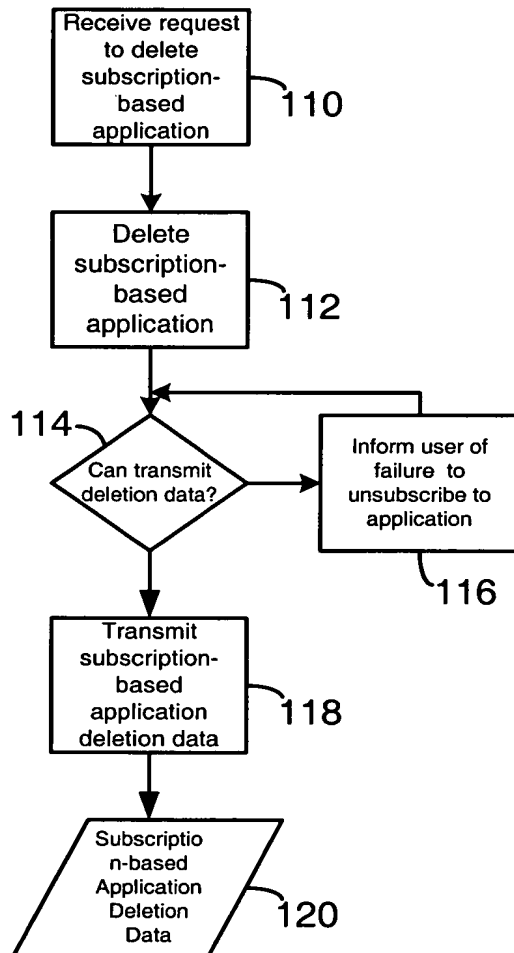 Receive request
to delete
subscription-
based
application
110
Delete
subscription-
based
application
112
114
Can transmit
deletion data?
Inform user of
failure to
unsubscribe to
application
116
Transmit
subscription-
based
application
deletion data
118
Subscriptio
n-based
Application
Deletion
Data
120